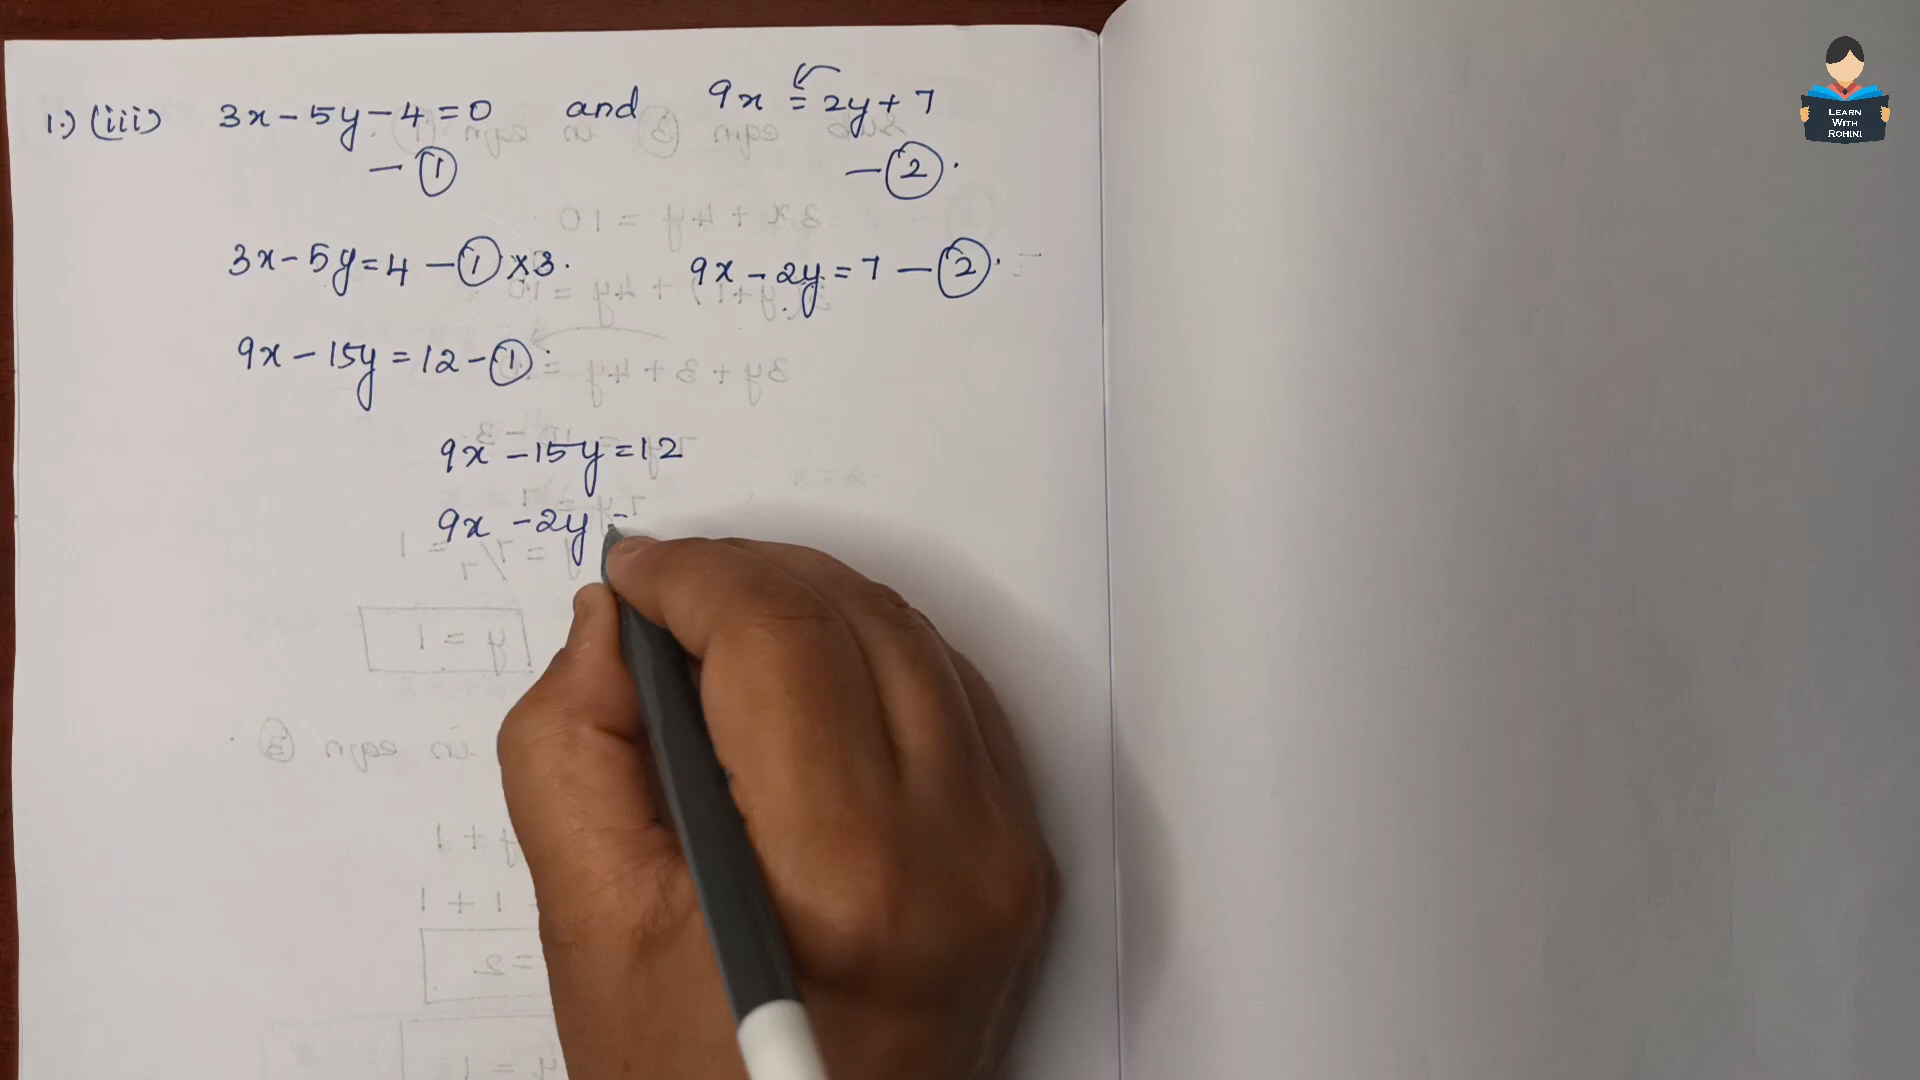 1.) (iii) 3x - 5y - 4 = 0 and 9x = 2y + 7
- ① - ②.
3x - 5y = 4 - ① × 3. 9x - 2y = 7 - ②.
9x - 15y = 12 - ①.
9x - 15y = 12
9x - 2y =
LEARN
WITH
ROHINI